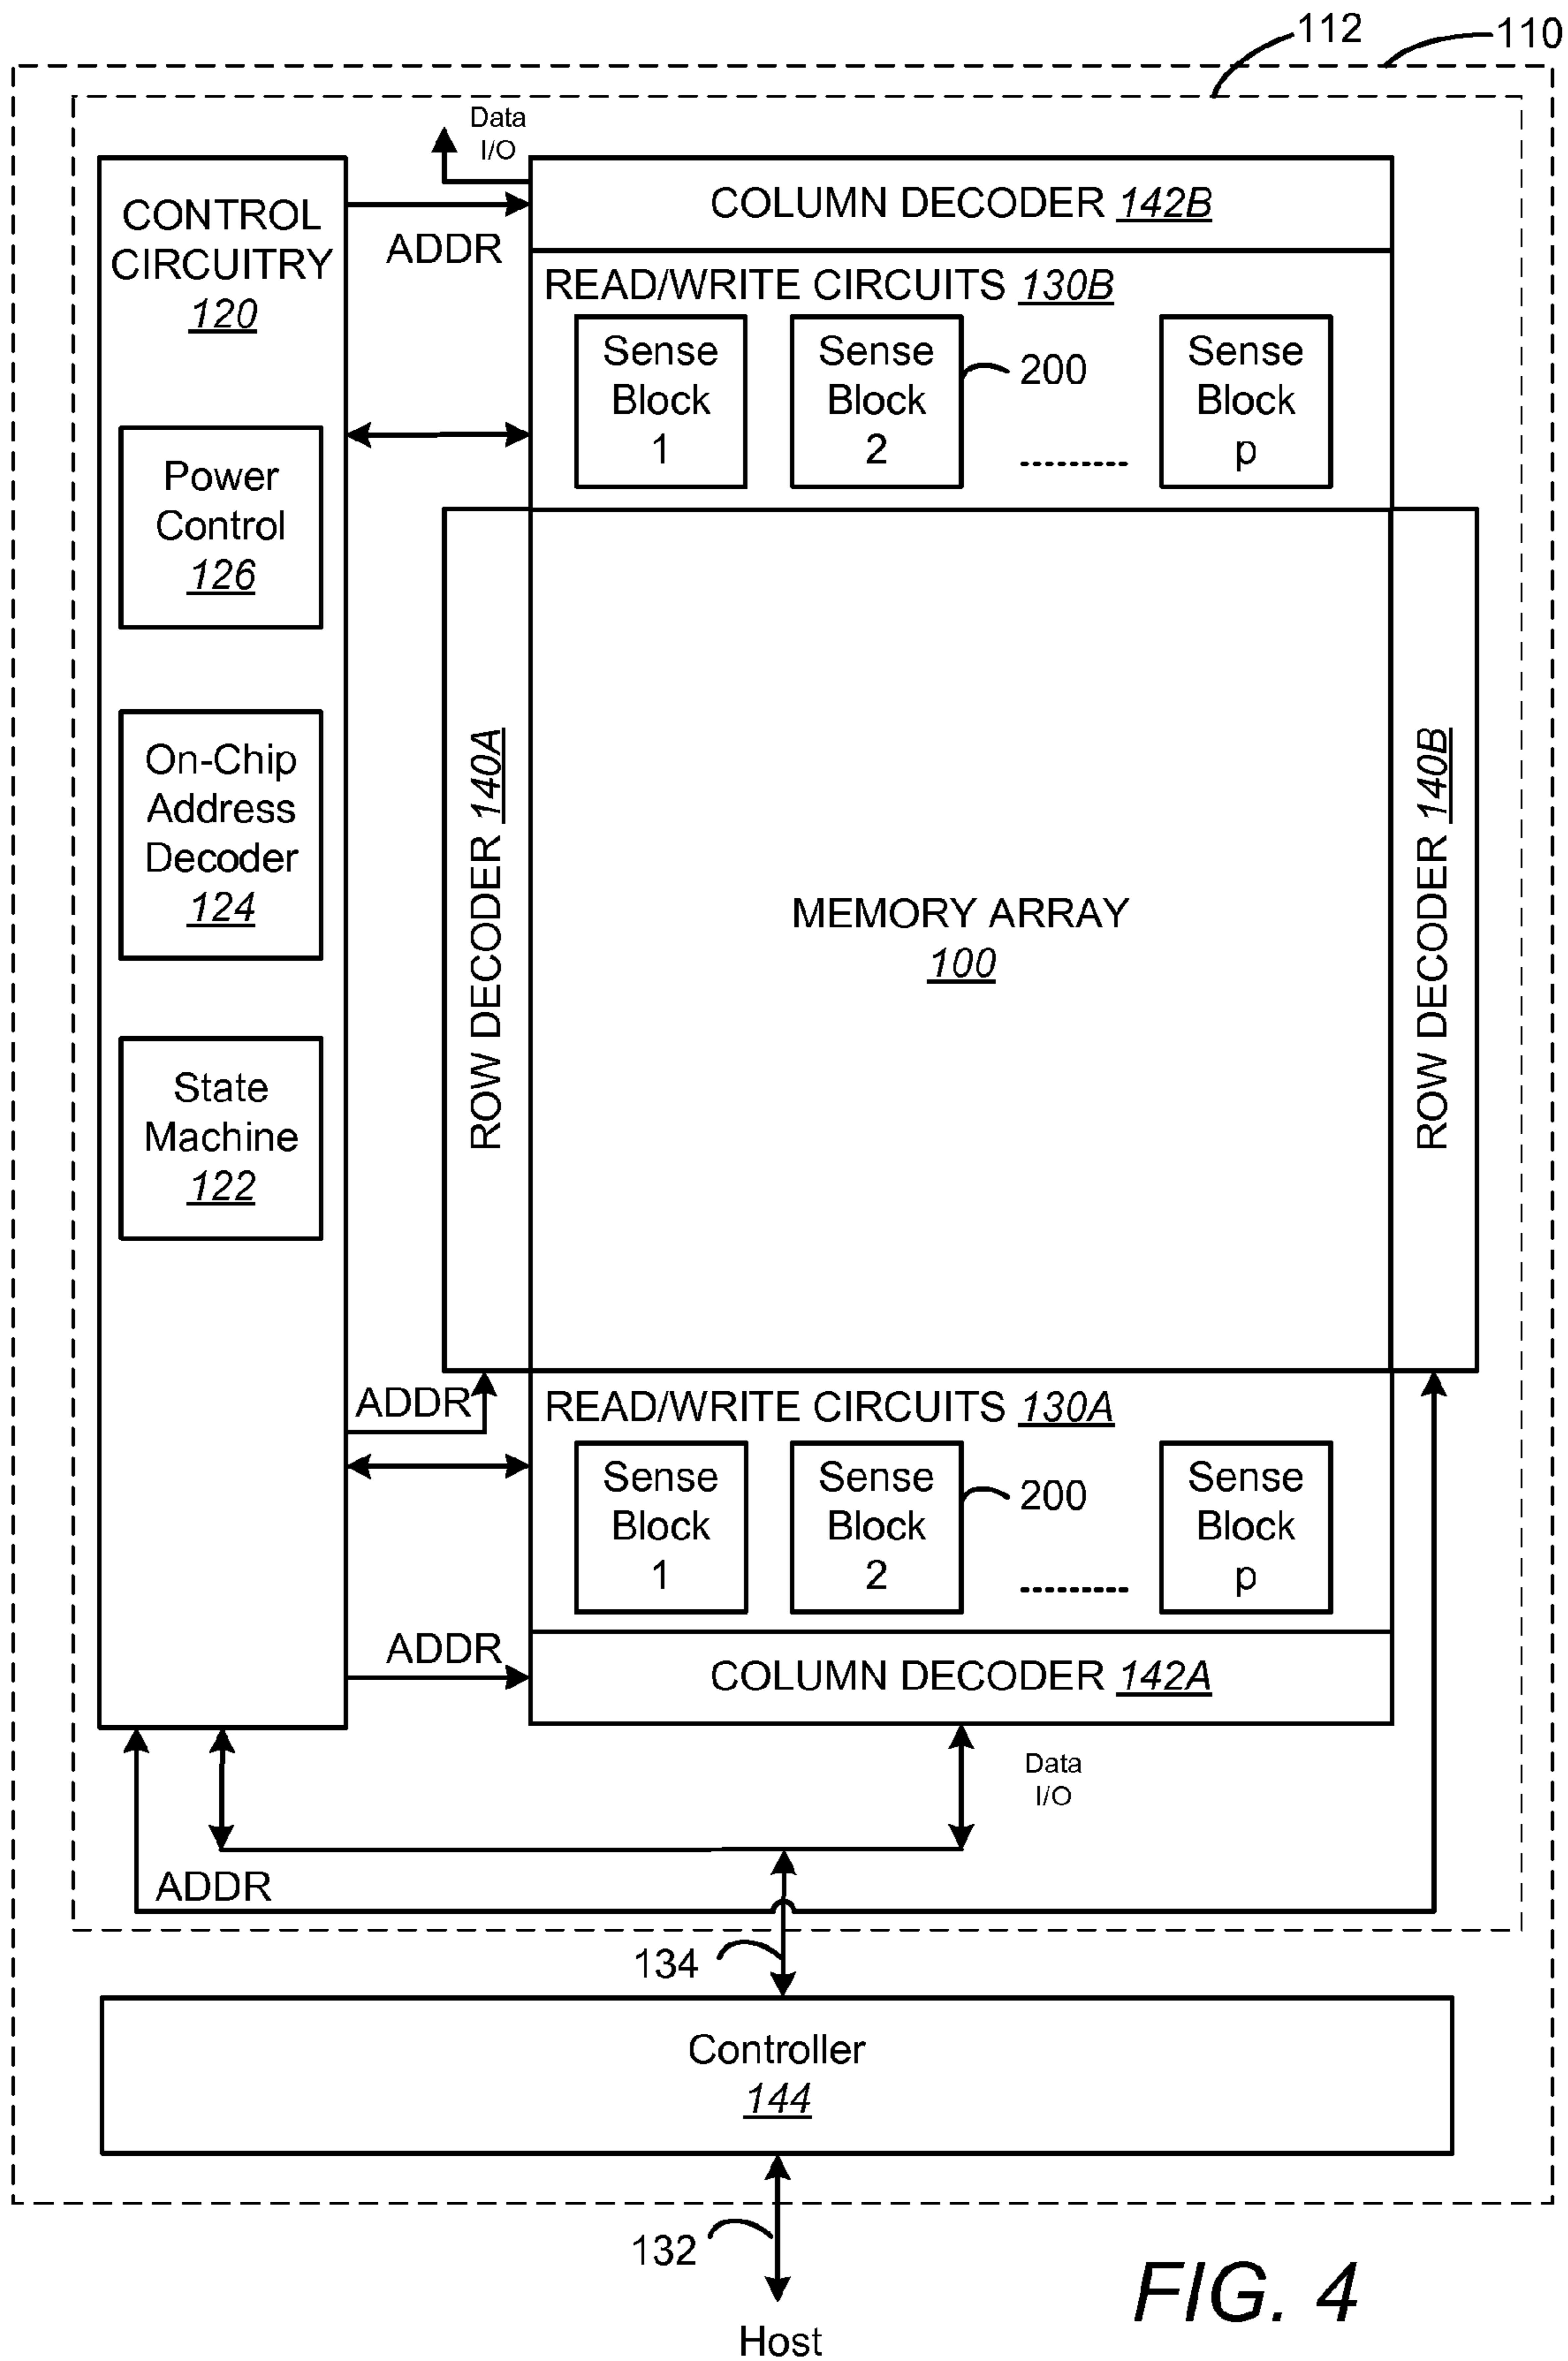 112
110
Data
I/O
CONTROL
CIRCUITRY
120
ADDR
COLUMN DECODER 142B
READ/WRITE CIRCUITS 130B
Sense
Block
1
Sense
Block
2
200
Sense
Block
p
Power
Control
126
On-Chip
Address
Decoder
124
State
Machine
122
ROW DECODER 140A
MEMORY ARRAY
100
ROW DECODER 140B
ADDR
READ/WRITE CIRCUITS 130A
Sense
Block
1
Sense
Block
2
200
Sense
Block
p
ADDR
COLUMN DECODER 142A
Data
I/O
ADDR
134
Controller
144
132
Host
FIG. 4